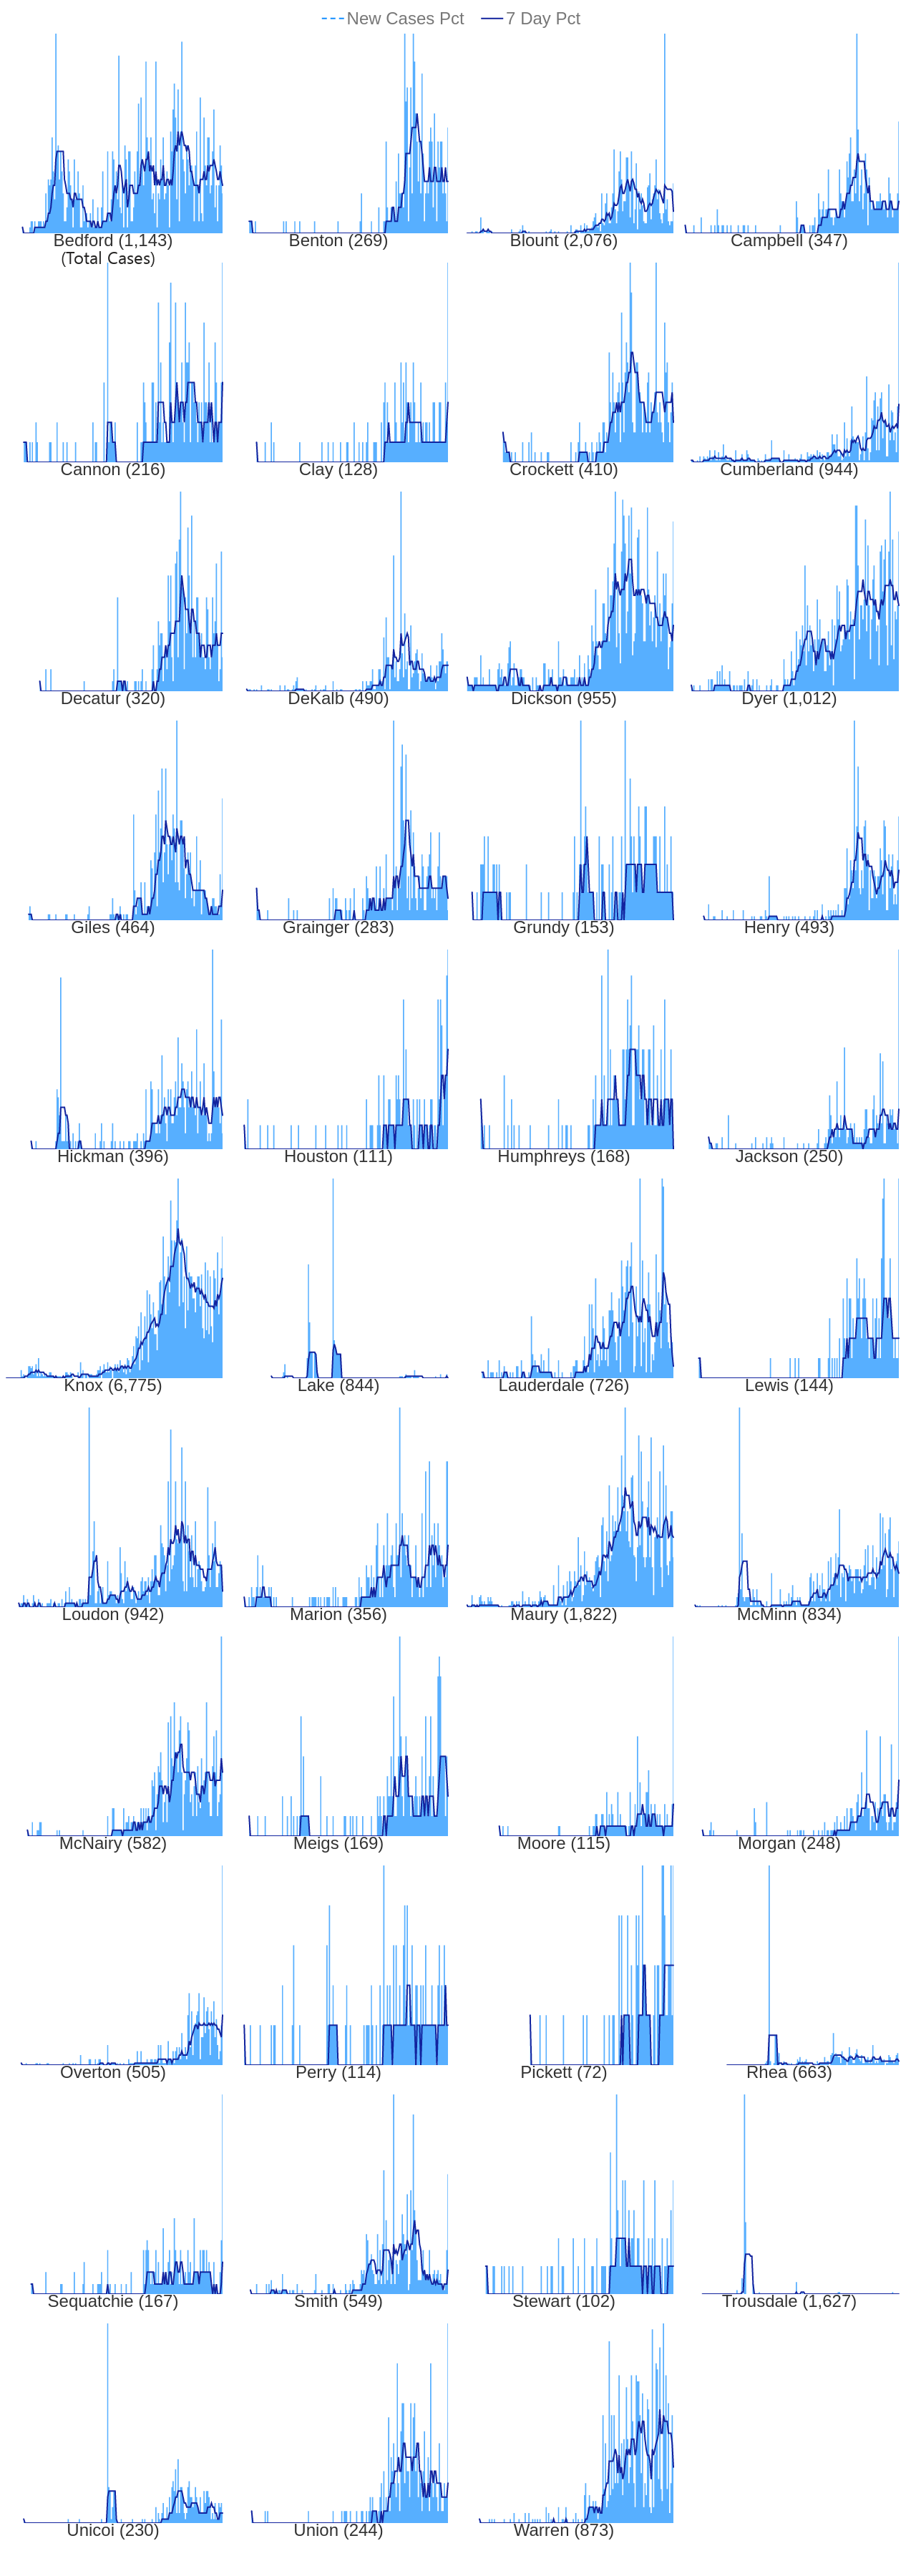 New Cases Pct 7 Day Pct
Bedford (1,143) Benton (269) Blount (2,076) Campbell (347)
(Total Cases)
Cannon (216) Clay (128) Crockett (410) Cumberland (944)
Decatur (320) DeKalb (490) Dickson (955) Dyer (1,012)
Giles (464) Grainger (283) Grundy (153) Henry (493)
Hickman (396) Houston (111) Humphreys (168) Jackson (250)
Knox (6,775) Lake (844) Lauderdale (726) Lewis (144)
Loudon (942) Marion (356) Maury (1,822) McMinn (834)
McNairy (582) Meigs (169) Moore (115) Morgan (248)
Overton (505) Perry (114) Pickett (72) Rhea (663)
Sequatchie (167) Smith (549) Stewart (102) Trousdale (1,627)
Unicoi (230) Union (244) Warren (873)